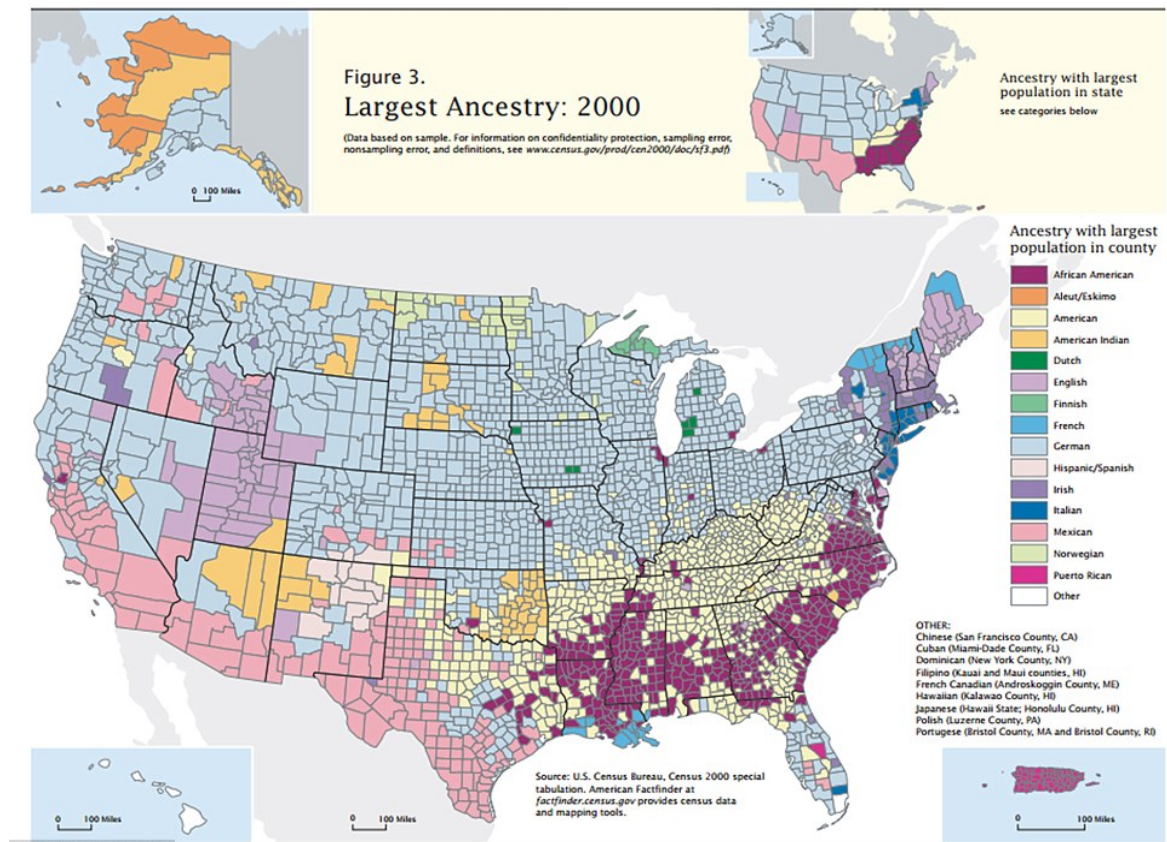 Figure 3.
Largest Ancestry: 2000
(Data based on sample. For information on confidentiality protection, sampling error,
nonsampling error, and definitions, see www.census.gov/prod/cen2000/doc/sf3.pdf)
0 100 Miles
Ancestry with largest
population in state
see categories below
Ancestry with largest
population in county
African American
Aleut/Eskimo
American
American Indian
Dutch
English
Finnish
French
German
Hispanic/Spanish
Irish
Italian
Mexican
Norwegian
Puerto Rican
Other
OTHER:
Chinese (San Francisco County, CA)
Cuban (Miami-Dade County, FL)
Dominican (New York County, NY)
Filipino (Kauai and Maui counties, HI)
French Canadian (Androskoggin County, ME)
Hawaiian (Kalawao County, HI)
Japanese (Hawaii State; Honolulu County, HI)
Polish (Luzerne County, PA)
Portugese (Bristol County, MA and Bristol County, RI)
Source: U.S. Census Bureau, Census 2000 special
tabulation. American Factfinder at
factfinder.census.gov provides census data
and mapping tools.
0 100 Miles
0 100 Miles
0 100 Miles